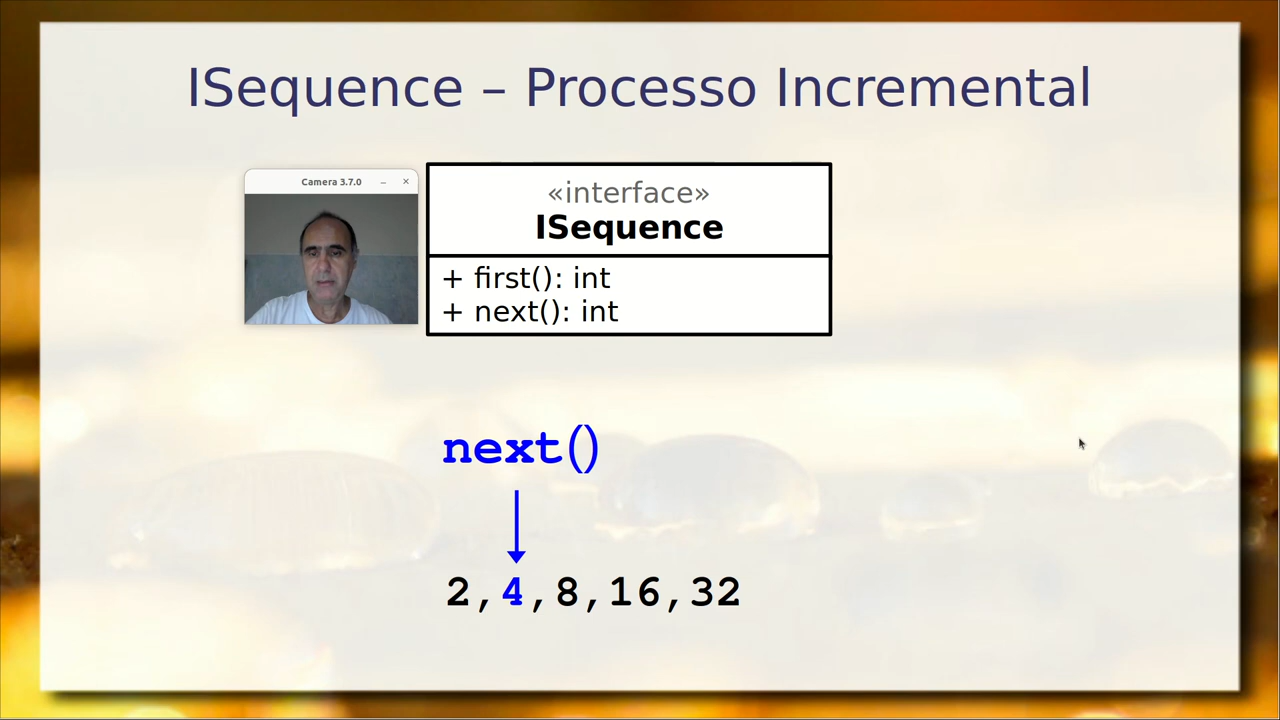 ISequence – Processo Incremental
Camera 3.7.0
«interface»
ISequence
+ first(): int
+ next(): int
next()
2,4,8,16,32